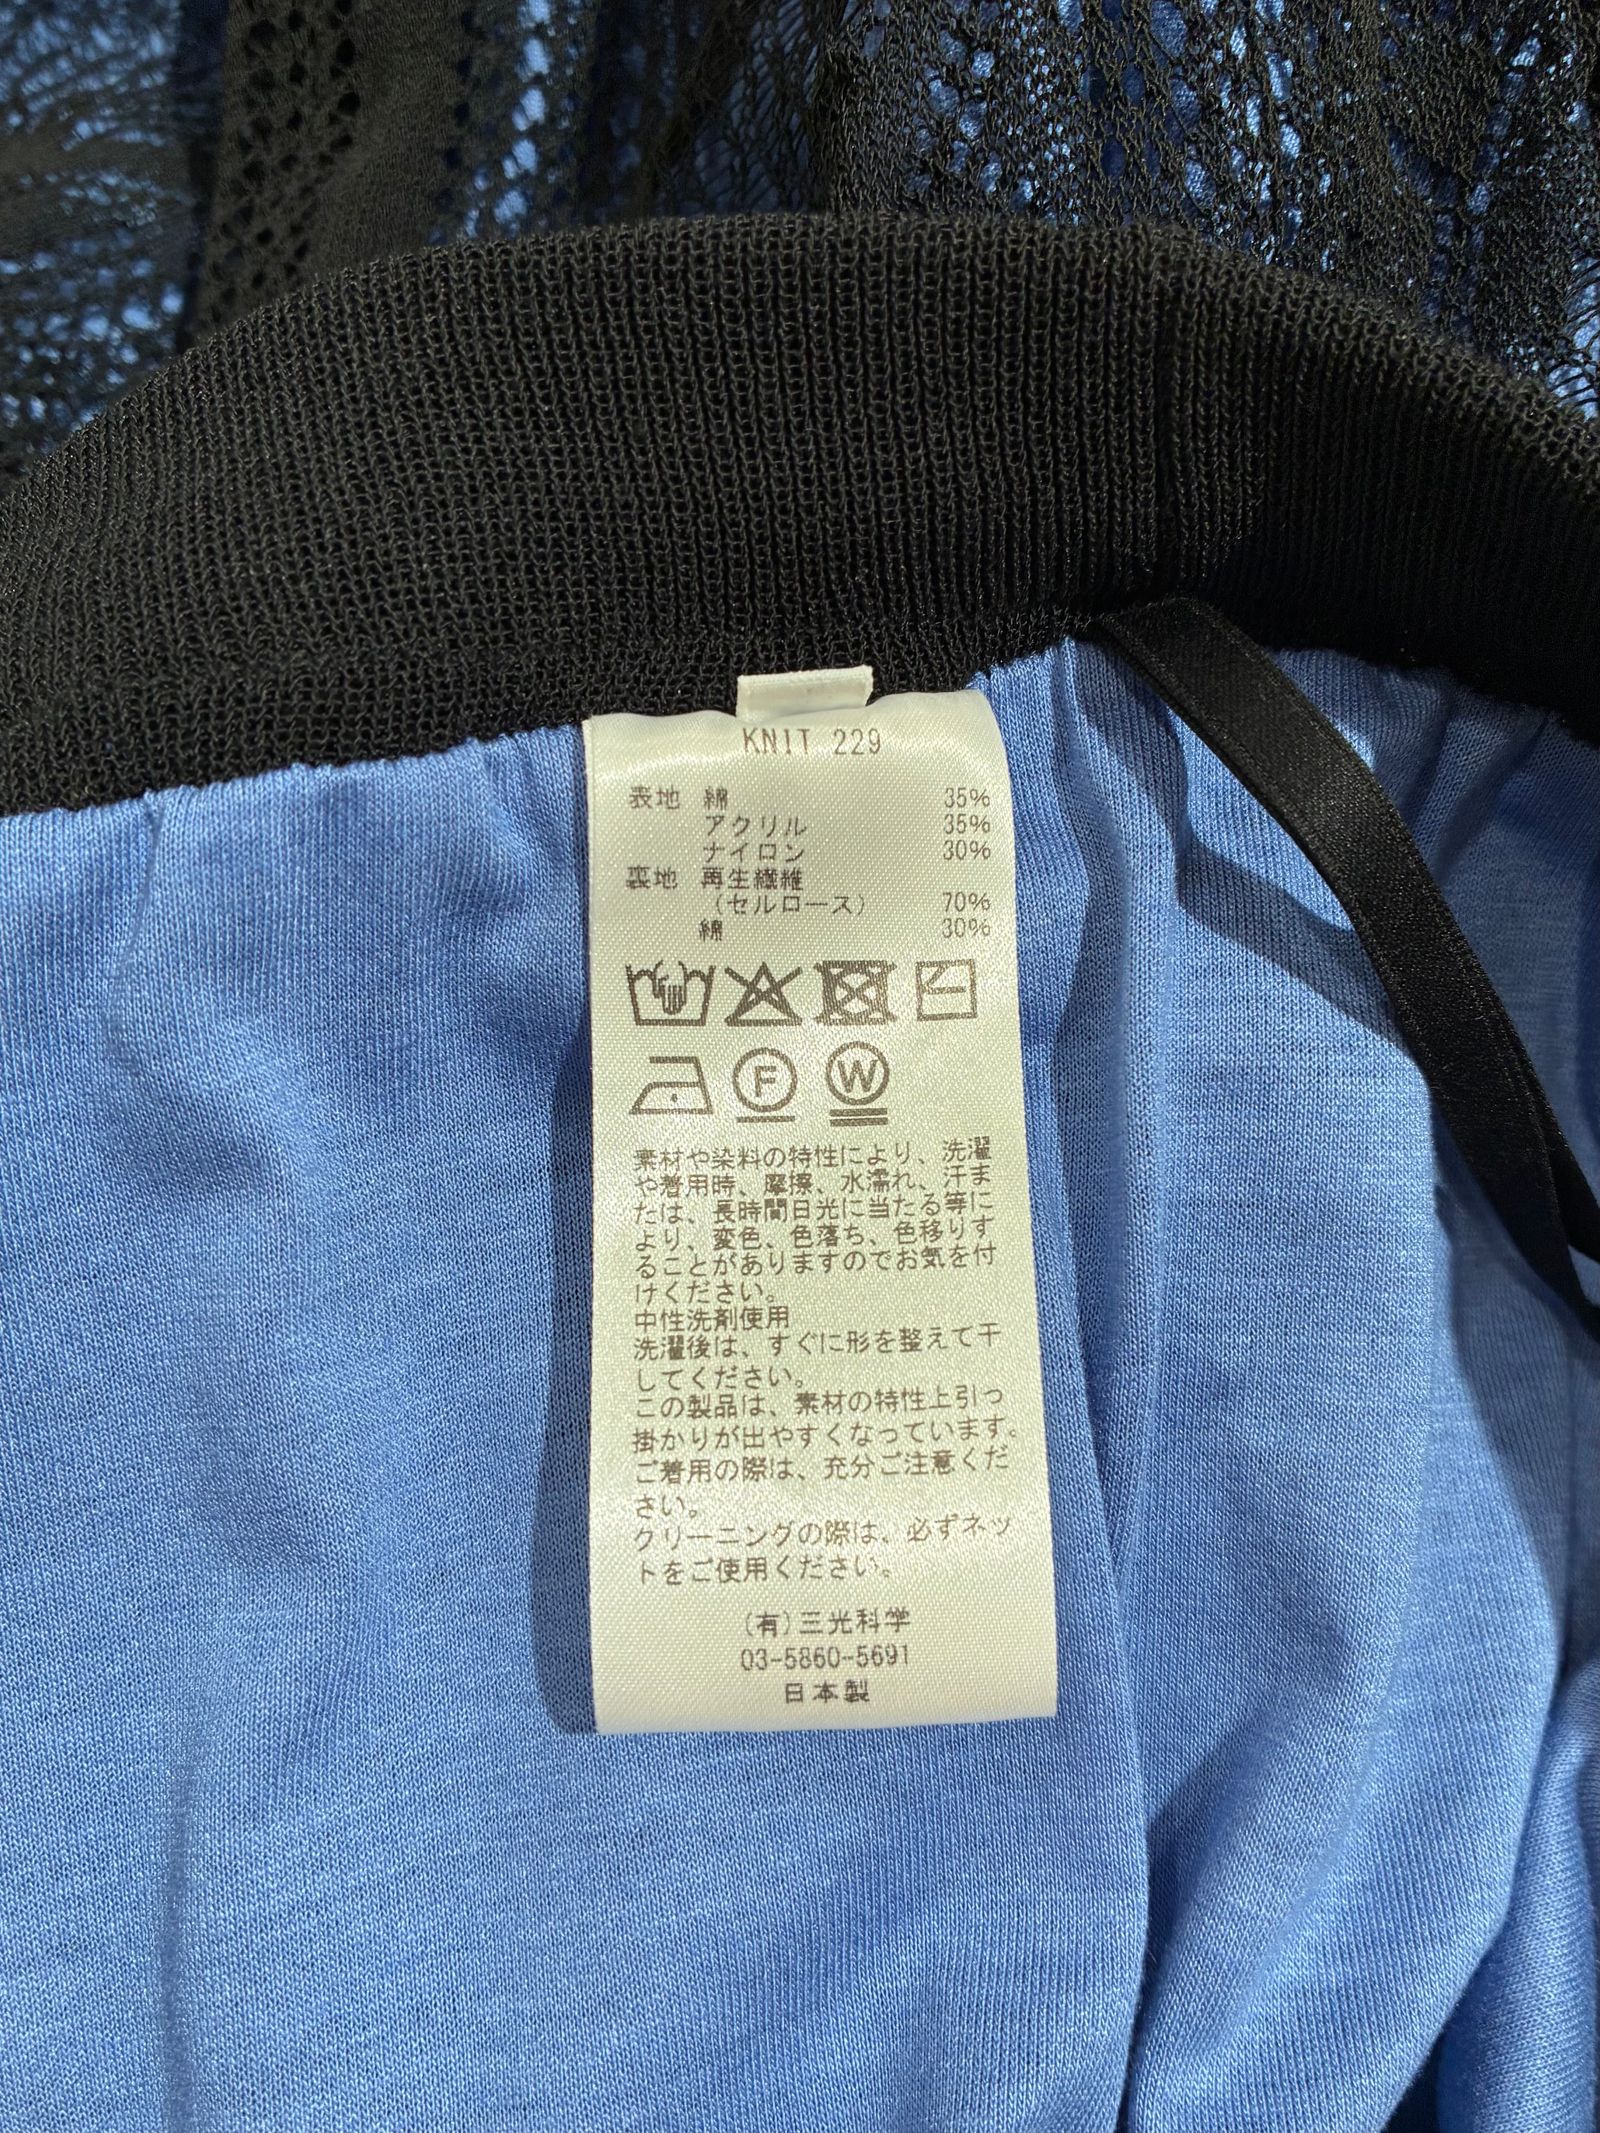 KNIT 229
表地 綿 35%
アクリル 35%
ナイロン 30%
裏地 再生繊維
(セルロース) 70%
綿 30%
F W
素材や染料の特性により、洗濯
や着用時、摩擦、水濡れ、汗ま
たは、長時間日光に当たる等に
より、変色、色落ち、色移りす
ることがありますのでお気を付
けください。
中性洗剤使用
洗濯後は、すぐに形を整えて干
してください。
この製品は、素材の特性上引っ
掛かりが出やすくなっています。
ご着用の際は、充分ご注意くだ
さい。
クリーニングの際は、必ずネッ
トをご使用ください。
(有)三光科学
03-5860-5691
日本製